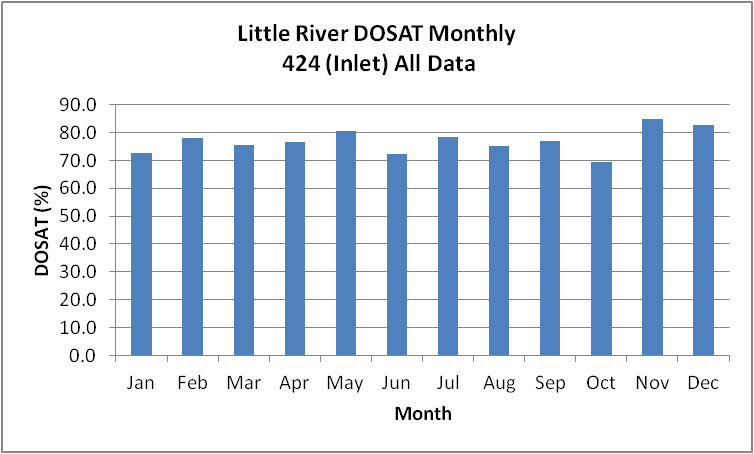 Little River DOSAT Monthly
424 (Inlet) All Data
90.0
80.0
70.0
60.0
50.0
40.0
30.0
20.0
10.0
0.0
DOSAT (%)
Jan Feb Mar Apr May Jun Jul Aug Sep Oct Nov Dec
Month